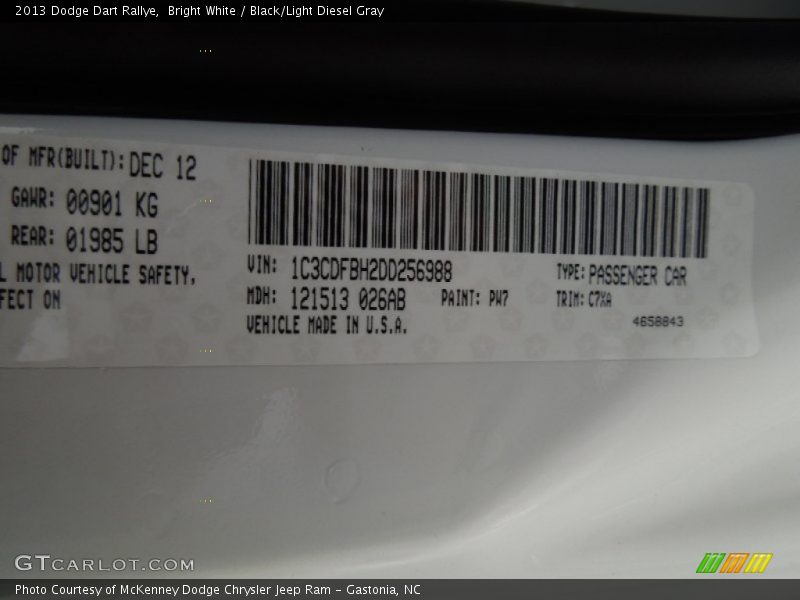 2013 Dodge Dart Rallye,  Bright White / Black/Light Diesel Gray
OF MFR(BUILT): DEC 12
GAWR: 00901 KG
REAR: 01985 LB
L MOTOR VEHICLE SAFETY,
FECT ON
VIN: 1C3CDFBH2DD256988
TYPE: PASSENGER CAR
MDH: 121513 026AB
PAINT: PW7
TRIM: C7XA
VEHICLE MADE IN U.S.A.
4658843
GTCARLOT.COM
Photo Courtesy of McKenney Dodge Chrysler Jeep Ram – Gastonia, NC